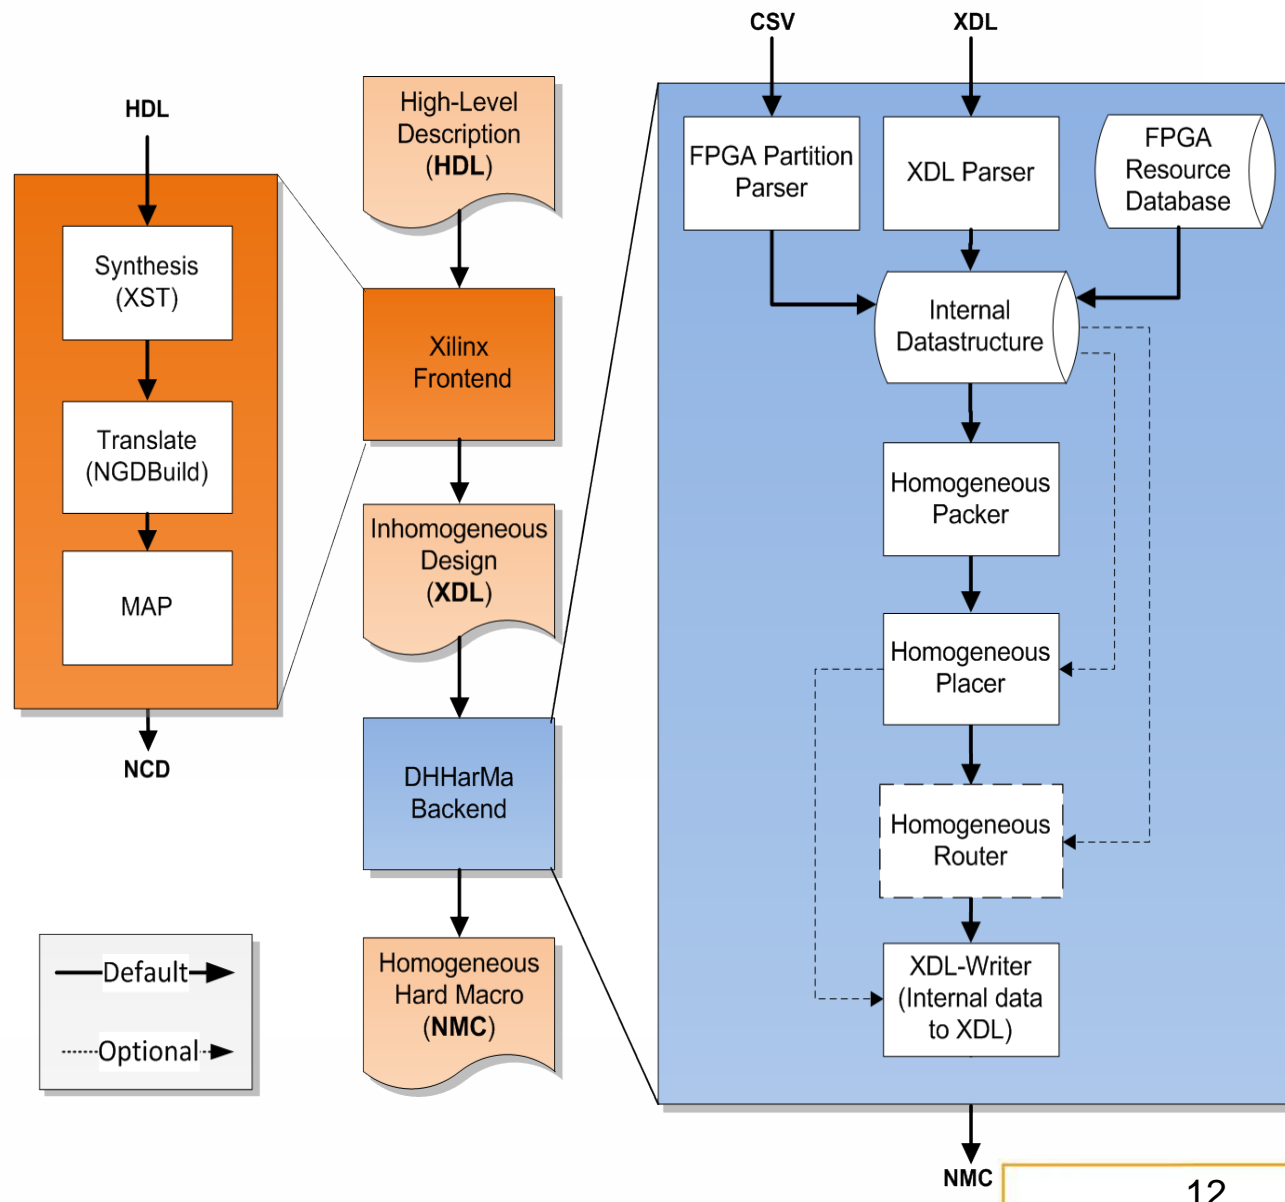 HDL
Synthesis
(XST)
Translate
(NGDBuild)
MAP
NCD
Default
Optional
High-Level
Description
(HDL)
Xilinx
Frontend
Inhomogeneous
Design
(XDL)
DHHarMa
Backend
Homogeneous
Hard Macro
(NMC)
CSV
XDL
FPGA Partition
Parser
XDL Parser
FPGA
Resource
Database
Internal
Datastructure
Homogeneous
Packer
Homogeneous
Placer
Homogeneous
Router
XDL-Writer
(Internal data
to XDL)
NMC
12